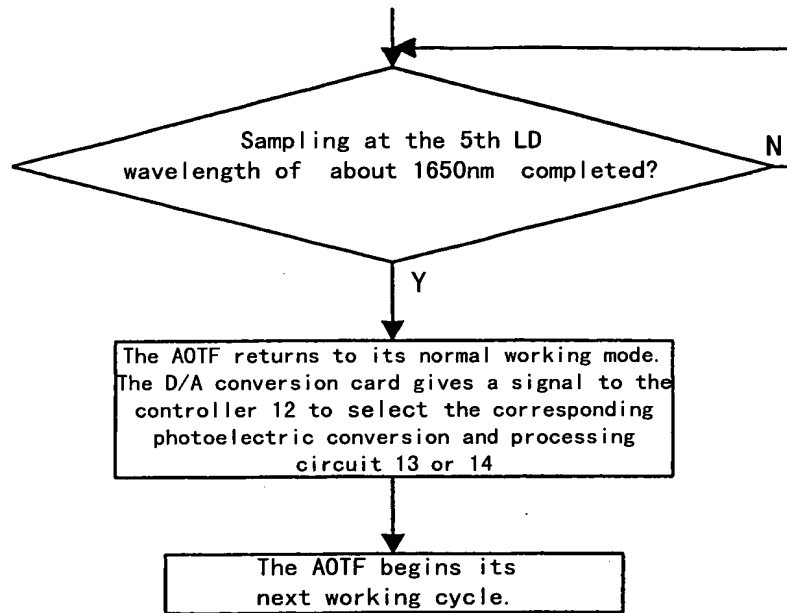 Sampling at the 5th LD
wavelength of about 1650nm completed?
N
Y
The AOTF returns to its normal working mode.
The D/A conversion card gives a signal to the
controller 12 to select the corresponding
photoelectric conversion and processing
circuit 13 or 14
The AOTF begins its
next working cycle.